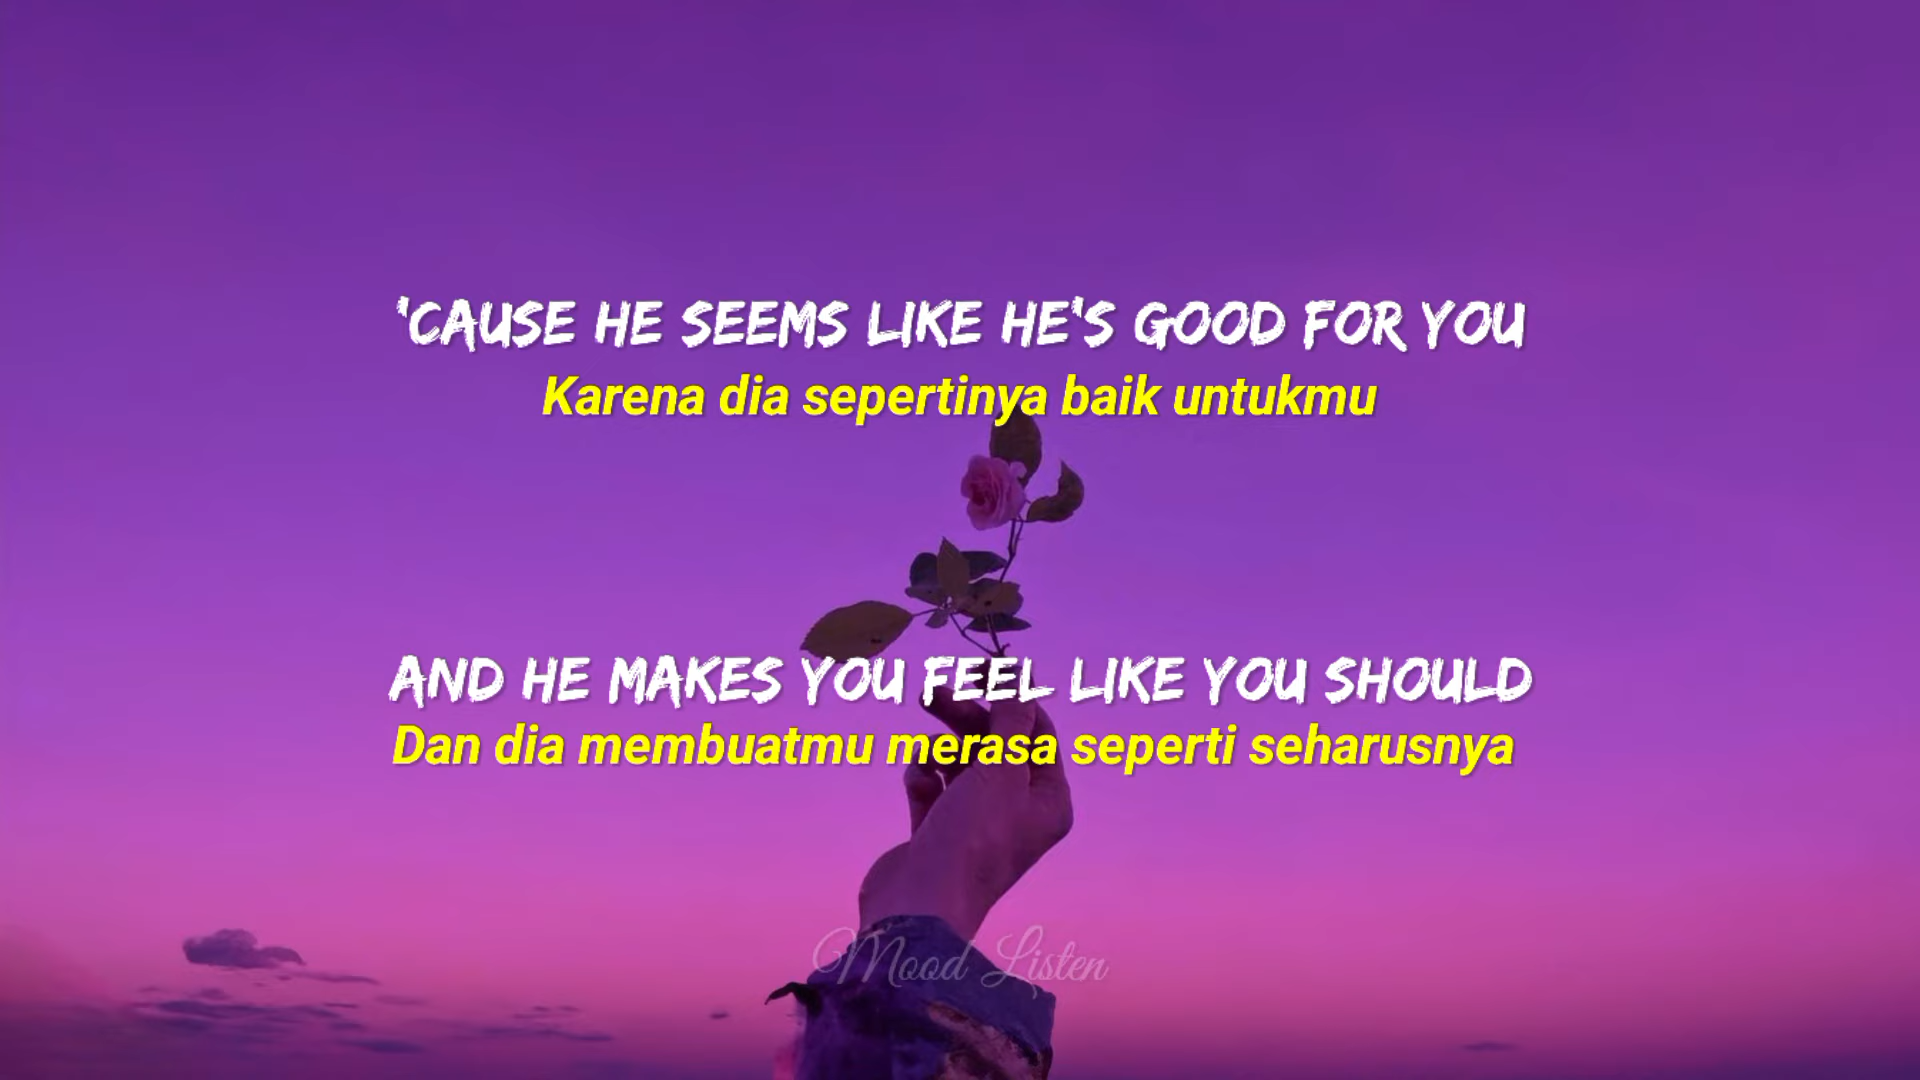 'CAUSE HE SEEMS LIKE HE'S GOOD FOR YOU
Karena dia sepertinya baik untukmu
AND HE MAKES YOU FEEL LIKE YOU SHOULD
Dan dia membuatmu merasa seperti seharusnya
Mood Listen